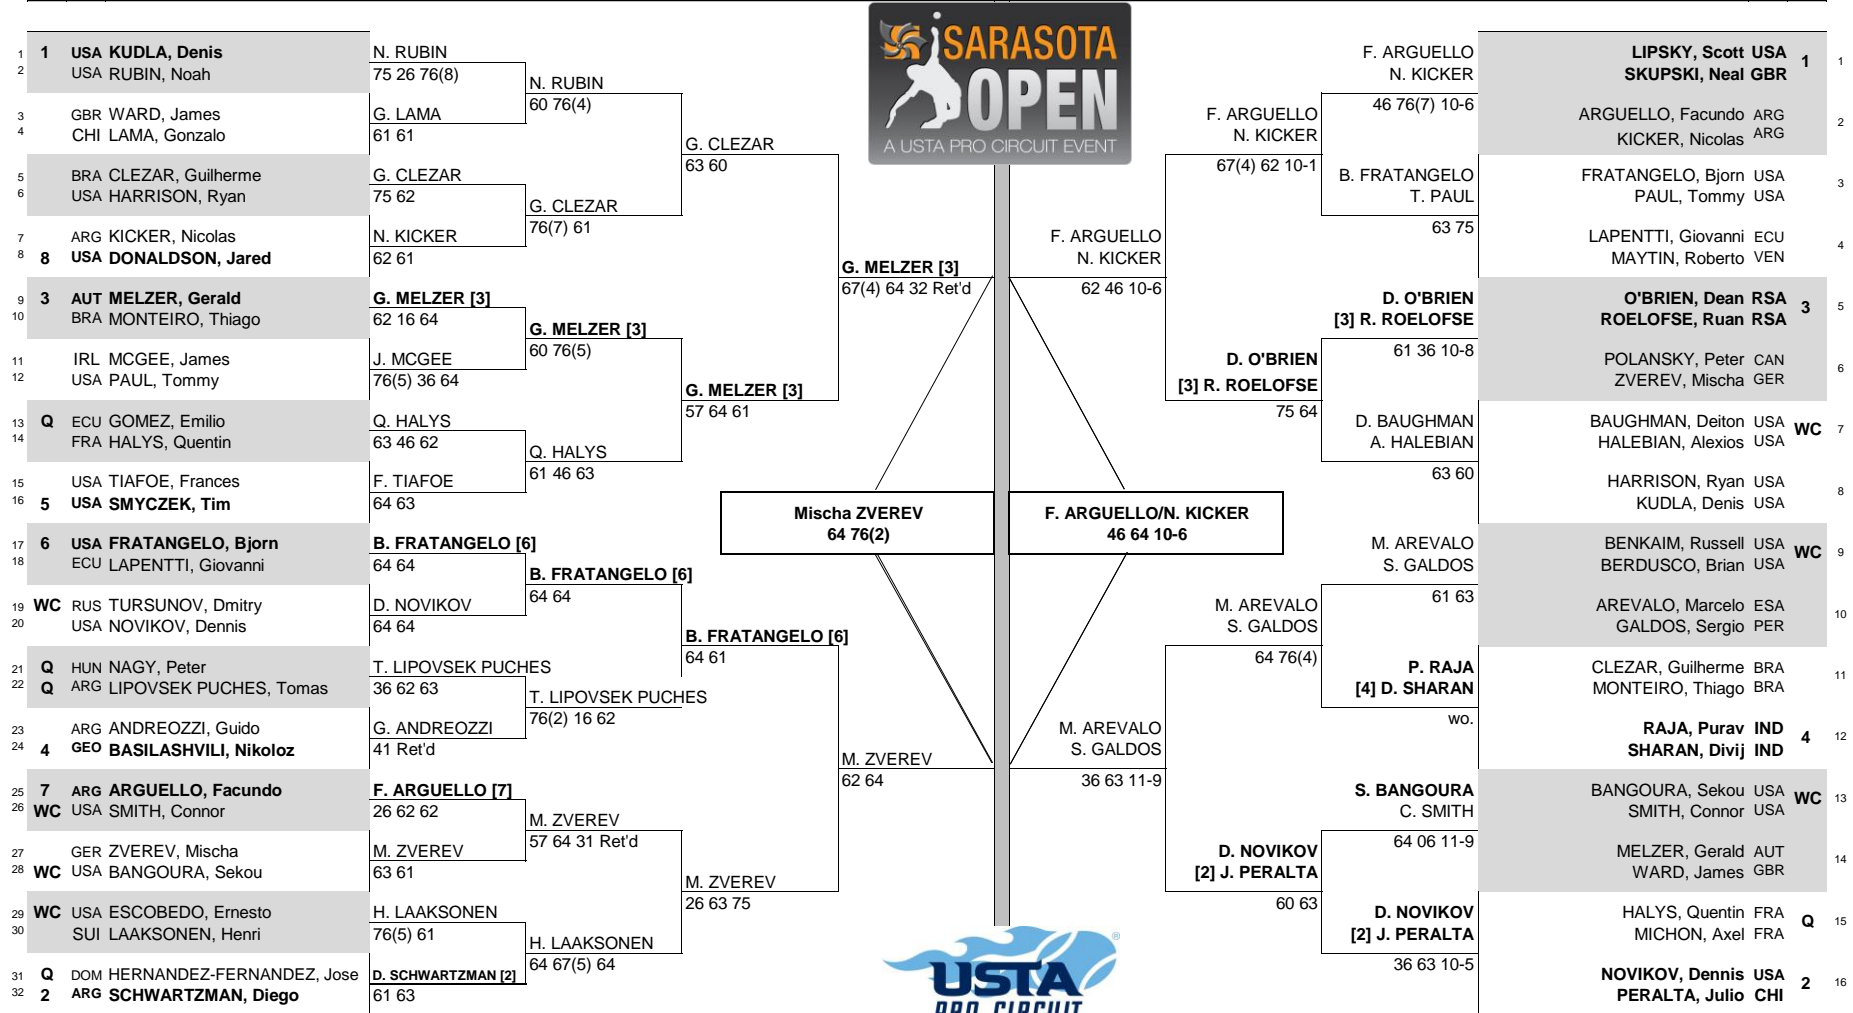 SARASOTA
OPEN
A USTA PRO CIRCUIT EVENT
1 1 USA KUDLA, Denis
2 USA RUBIN, Noah
3 GBR WARD, James
4 CHI LAMA, Gonzalo
5 BRA CLEZAR, Guilherme
6 USA HARRISON, Ryan
7 ARG KICKER, Nicolas
8 8 USA DONALDSON, Jared
9 3 AUT MELZER, Gerald
10 BRA MONTEIRO, Thiago
11 IRL MCGEE, James
12 USA PAUL, Tommy
13 Q ECU GOMEZ, Emilio
14 FRA HALYS, Quentin
15 USA TIAFOE, Frances
16 5 USA SMYCZEK, Tim
17 6 USA FRATANGELO, Bjorn
18 ECU LAPENTTI, Giovanni
19 WC RUS TURSUNOV, Dmitry
20 USA NOVIKOV, Dennis
21 Q HUN NAGY, Peter
22 Q ARG LIPOVSEK PUCHES, Tomas
23 ARG ANDREOZZI, Guido
24 4 GEO BASILASHVILI, Nikoloz
25 7 ARG ARGUELLO, Facundo
26 WC USA SMITH, Connor
27 GER ZVEREV, Mischa
28 WC USA BANGOURA, Sekou
29 WC USA ESCOBEDO, Ernesto
30 SUI LAAKSONEN, Henri
31 Q DOM HERNANDEZ-FERNANDEZ, Jose
32 2 ARG SCHWARTZMAN, Diego
N. RUBIN
75 26 76(8)
G. LAMA
61 61
G. CLEZAR
75 62
N. KICKER
62 61
G. MELZER [3]
62 16 64
J. MCGEE
76(5) 36 64
Q. HALYS
63 46 62
F. TIAFOE
64 63
B. FRATANGELO [6]
64 64
D. NOVIKOV
64 64
T. LIPOVSEK PUCHES
36 62 63
G. ANDREOZZI
41 Ret'd
F. ARGUELLO [7]
26 62 62
M. ZVEREV
63 61
H. LAAKSONEN
76(5) 61
D. SCHWARTZMAN [2]
61 63
N. RUBIN
60 76(4)
G. CLEZAR
76(7) 61
G. MELZER [3]
60 76(5)
Q. HALYS
61 46 63
B. FRATANGELO [6]
64 64
T. LIPOVSEK PUCHES
76(2) 16 62
M. ZVEREV
57 64 31 Ret'd
H. LAAKSONEN
64 67(5) 64
G. CLEZAR
63 60
G. MELZER [3]
57 64 61
B. FRATANGELO [6]
64 61
M. ZVEREV
26 63 75
G. MELZER [3]
67(4) 64 32 Ret'd
M. ZVEREV
62 64
Mischa ZVEREV
64 76(2)
F. ARGUELLO/N. KICKER
46 64 10-6
F. ARGUELLO
N. KICKER
62 46 10-6
M. AREVALO
S. GALDOS
36 63 11-9
F. ARGUELLO
N. KICKER
67(4) 62 10-1
D. O'BRIEN
[3] R. ROELOFSE
75 64
M. AREVALO
S. GALDOS
64 76(4)
D. NOVIKOV
[2] J. PERALTA
60 63
F. ARGUELLO
N. KICKER
46 76(7) 10-6
B. FRATANGELO
T. PAUL
63 75
D. O'BRIEN
[3] R. ROELOFSE
61 36 10-8
D. BAUGHMAN
A. HALEBIAN
63 60
M. AREVALO
S. GALDOS
61 63
P. RAJA
[4] D. SHARAN
wo.
S. BANGOURA
C. SMITH
64 06 11-9
D. NOVIKOV
[2] J. PERALTA
36 63 10-5
LIPSKY, Scott USA 1 1
SKUPSKI, Neal GBR
ARGUELLO, Facundo ARG 2
KICKER, Nicolas ARG
FRATANGELO, Bjorn USA 3
PAUL, Tommy USA
LAPENTTI, Giovanni ECU 4
MAYTIN, Roberto VEN
O'BRIEN, Dean RSA 3 5
ROELOFSE, Ruan RSA
POLANSKY, Peter CAN 6
ZVEREV, Mischa GER
BAUGHMAN, Deiton USA WC 7
HALEBIAN, Alexios USA
HARRISON, Ryan USA 8
KUDLA, Denis USA
BENKAIM, Russell USA WC 9
BERDUSCO, Brian USA
AREVALO, Marcelo ESA 10
GALDOS, Sergio PER
CLEZAR, Guilherme BRA 11
MONTEIRO, Thiago BRA
RAJA, Purav IND 4 12
SHARAN, Divij IND
BANGOURA, Sekou USA WC 13
SMITH, Connor USA
MELZER, Gerald AUT 14
WARD, James GBR
HALYS, Quentin FRA Q 15
MICHON, Axel FRA
NOVIKOV, Dennis USA 2 16
PERALTA, Julio CHI
USTA ®
PRO CIRCUIT